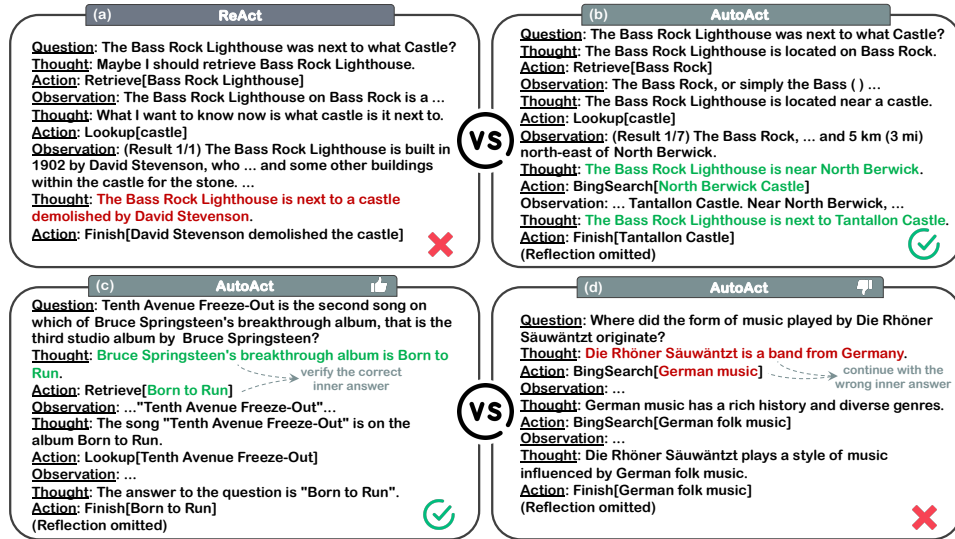 (a) ReAct
Question: The Bass Rock Lighthouse was next to what Castle?
Thought: Maybe I should retrieve Bass Rock Lighthouse.
Action: Retrieve[Bass Rock Lighthouse]
Observation: The Bass Rock Lighthouse on Bass Rock is a ...
Thought: What I want to know now is what castle is it next to.
Action: Lookup[castle]
Observation: (Result 1/1) The Bass Rock Lighthouse is built in
1902 by David Stevenson, who ... and some other buildings
within the castle for the stone. ...
Thought: The Bass Rock Lighthouse is next to a castle
demolished by David Stevenson.
Action: Finish[David Stevenson demolished the castle]
VS
(b) AutoAct
Question: The Bass Rock Lighthouse was next to what Castle?
Thought: The Bass Rock Lighthouse is located on Bass Rock.
Action: Retrieve[Bass Rock]
Observation: The Bass Rock, or simply the Bass ( ) ...
Thought: The Bass Rock Lighthouse is located near a castle.
Action: Lookup[castle]
Observation: (Result 1/7) The Bass Rock, ... and 5 km (3 mi)
north-east of North Berwick.
Thought: The Bass Rock Lighthouse is near North Berwick.
Action: BingSearch[North Berwick Castle]
Observation: ... Tantallon Castle. Near North Berwick, ...
Thought: The Bass Rock Lighthouse is next to Tantallon Castle.
Action: Finish[Tantallon Castle]
(Reflection omitted)
(c) AutoAct
Question: Tenth Avenue Freeze-Out is the second song on
which of Bruce Springsteen's breakthrough album, that is the
third studio album by Bruce Springsteen?
Thought: Bruce Springsteen's breakthrough album is Born to
Run.
verify the correct
inner answer
Action: Retrieve[Born to Run]
Observation: ..."Tenth Avenue Freeze-Out"...
Thought: The song "Tenth Avenue Freeze-Out" is on the
album Born to Run.
Action: Lookup[Tenth Avenue Freeze-Out]
Observation: ...
Thought: The answer to the question is "Born to Run".
Action: Finish[Born to Run]
(Reflection omitted)
VS
(d) AutoAct
Question: Where did the form of music played by Die Rhöner
Säuwäntzt originate?
Thought: Die Rhöner Säuwäntzt is a band from Germany.
Action: BingSearch[German music]
continue with the
wrong inner answer
Observation: ...
Thought: German music has a rich history and diverse genres.
Action: BingSearch[German folk music]
Observation: ...
Thought: Die Rhöner Säuwäntzt plays a style of music
influenced by German folk music.
Action: Finish[German folk music]
(Reflection omitted)